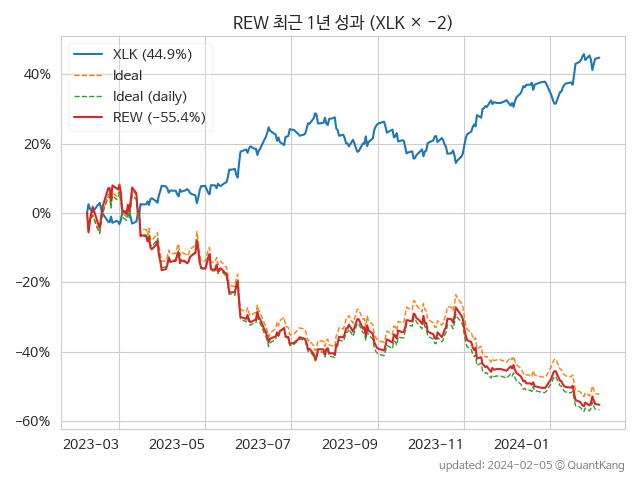 REW 최근 1년 성과 (XLK × −2)
XLK (44.9%)
Ideal
Ideal (daily)
REW (−55.4%)
40%
20%
0%
−20%
−40%
−60%
2023-03 2023-05 2023-07 2023-09 2023-11 2024-01
updated: 2024-02-05 © QuantKang